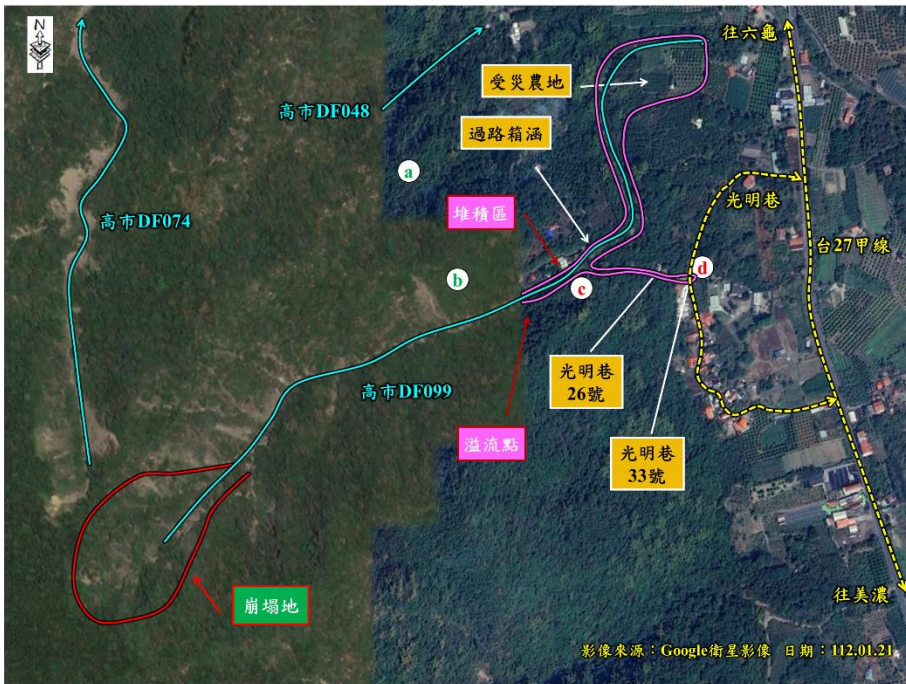 N
往六龜
受災農地
高市DF048
過路箱涵
a
光明巷
堆積區
高市DF074
台27甲線
b
c
d
光明巷
26號
高市DF099
溢流點
光明巷
33號
崩塌地
往美濃
影像來源：Google衛星影像 日期：112.01.21